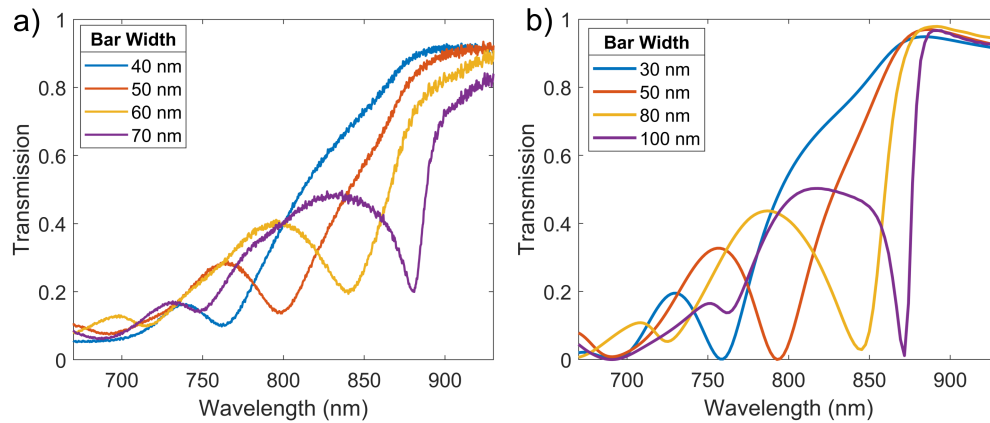 a)
Bar Width
40 nm
50 nm
60 nm
70 nm
1
0.8
0.6
0.4
0.2
0
Transmission
700 750 800 850 900
Wavelength (nm)
b)
Bar Width
30 nm
50 nm
80 nm
100 nm
1
0.8
0.6
0.4
0.2
0
Transmission
700 750 800 850 900
Wavelength (nm)